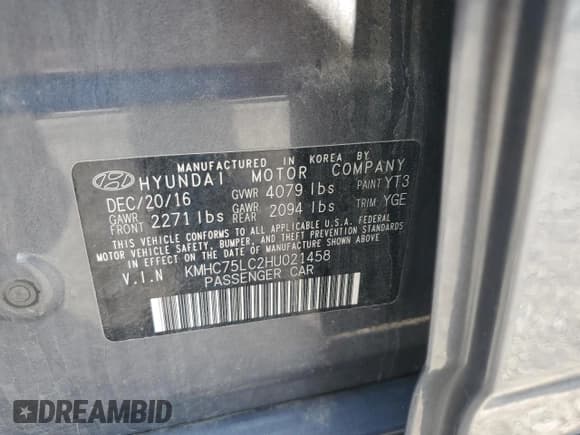 MANUFACTURED IN KOREA BY
HYUNDAI MOTOR COMPANY
DEC/20/16 GVWR 4079 lbs PAINT YT3
GAWR FRONT 2271 lbs GAWR REAR 2094 lbs TRIM YGE
THIS VEHICLE CONFORMS TO ALL APPLICABLE U.S.A. FEDERAL
MOTOR VEHICLE SAFETY, BUMPER, AND THEFT PREVENTION STANDARDS
IN EFFECT ON THE DATE OF MANUFACTURE SHOWN ABOVE.
V.I.N KMHC75LC2HU021458
PASSENGER CAR
DREAMBID